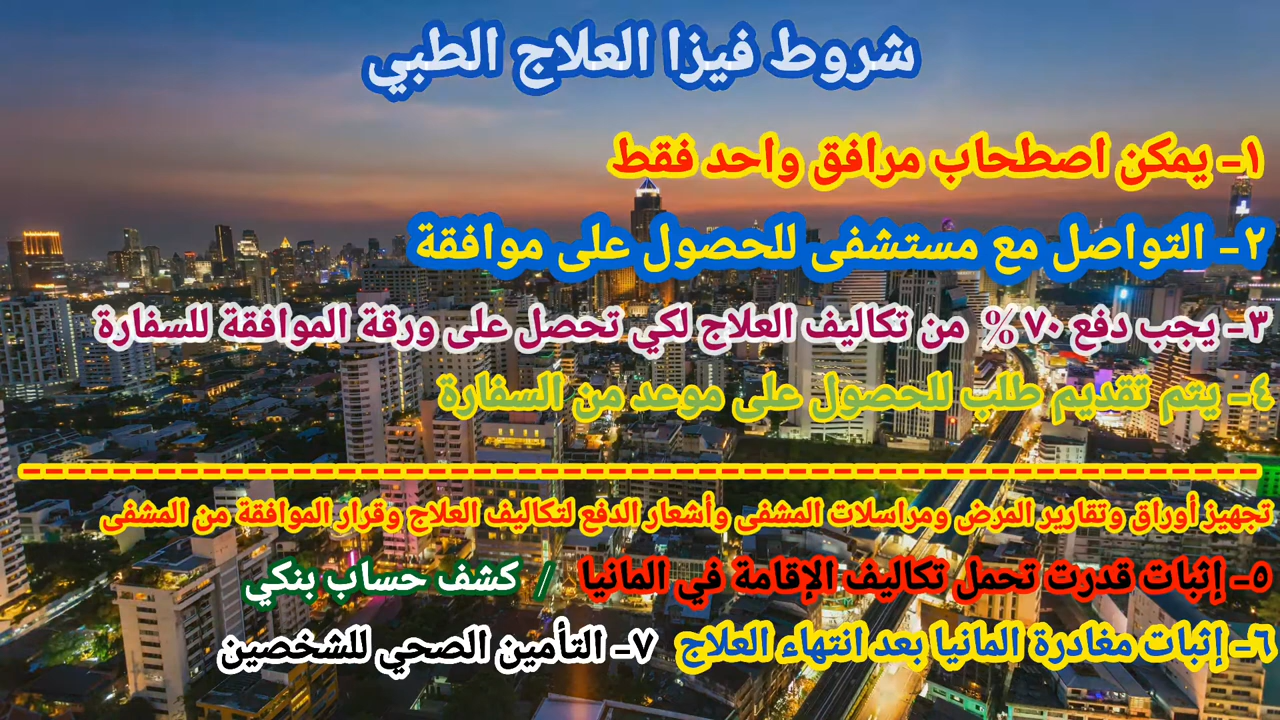 شروط فيزا العلاج الطبي
١- يمكن اصطحاب مرافق واحد فقط
٢- التواصل مع مستشفى للحصول على موافقة
٣- يجب دفع ٧٠% من تكاليف العلاج لكي تحصل على ورقة الموافقة للسفارة
٤- يتم تقديم طلب للحصول على موعد من السفارة
تجهيز أوراق وتقارير المرض ومراسلات المشفى وأشعار الدفع لتكاليف العلاج وقرار الموافقة من المشفى
٥- إثبات قدرت تحمل تكاليف الإقامة في المانيا / كشف حساب بنكي
٦- إثبات مغادرة المانيا بعد انتهاء العلاج ٧- التأمين الصحي للشخصين